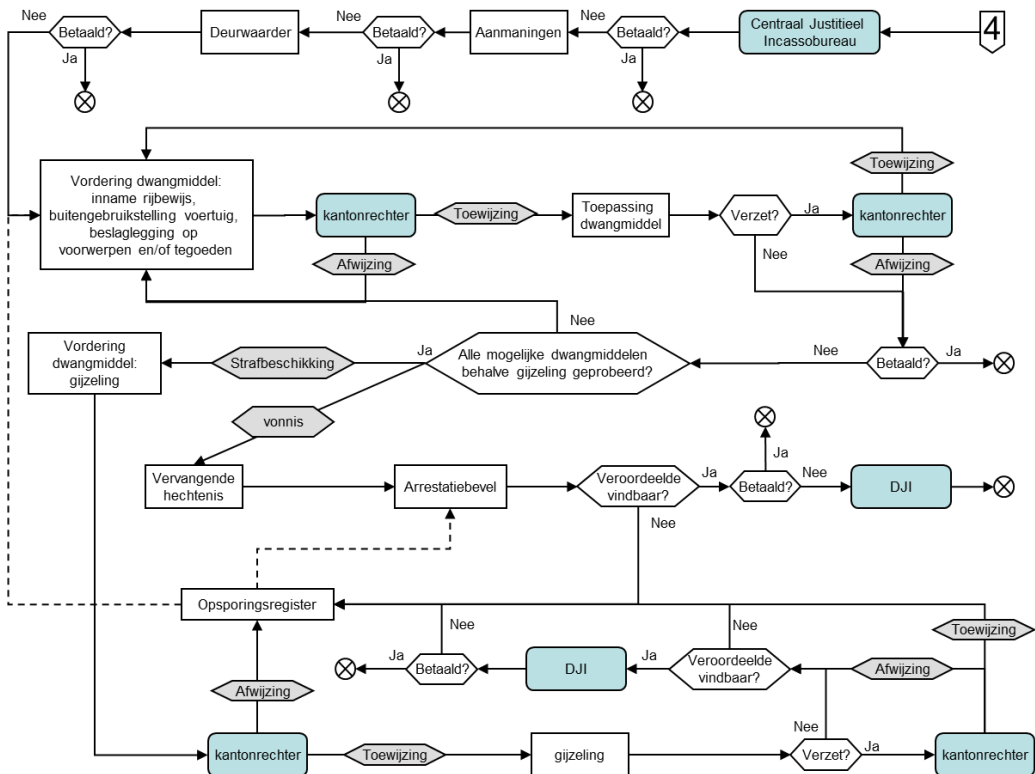 Nee
Betaald?
Ja
Deurwaarder
Nee
Betaald?
Ja
Aanmaningen
Nee
Betaald?
Ja
Centraal Justitieel
Incassobureau
4
Toewijzing
Vordering dwangmiddel:
inname rijbewijs,
buitengebruikstelling voertuig,
beslaglegging op
voorwerpen en/of tegoeden
kantonrechter
Toewijzing
Toepassing
dwangmiddel
Verzet?
Ja
kantonrechter
Nee
Afwijzing
Afwijzing
Nee
Vordering
dwangmiddel:
gijzeling
Strafbeschikking
Ja
Alle mogelijke dwangmiddelen
behalve gijzeling geprobeerd?
Nee
Betaald?
Ja
vonnis
Vervangende
hechtenis
Arrestatiebevel
Veroordeelde
vindbaar?
Ja
Betaald?
Ja
Nee
DJI
Nee
Opsporingsregister
Nee
Nee
Toewijzing
Ja
Betaald?
DJI
Ja
Veroordeelde
vindbaar?
Afwijzing
Afwijzing
Nee
kantonrechter
Toewijzing
gijzeling
Verzet?
Ja
kantonrechter